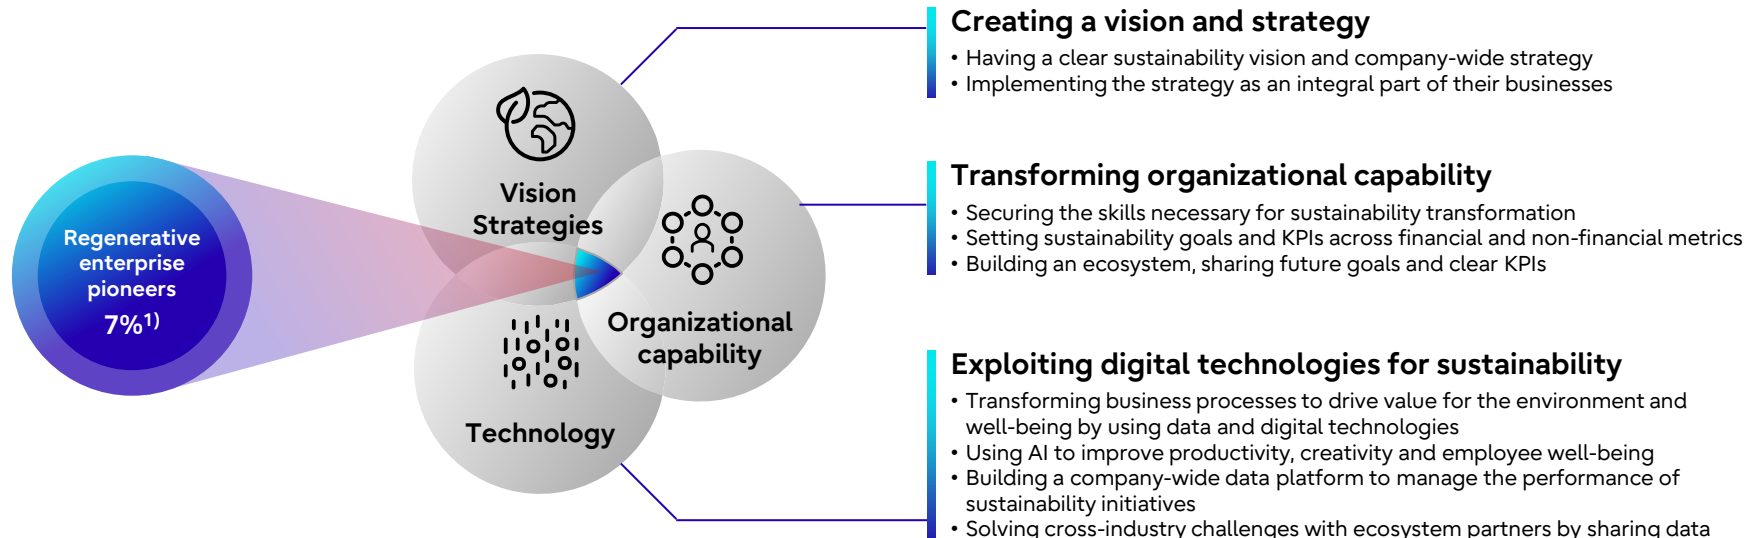 Regenerative
enterprise
pioneers
7%¹⁾
Vision
Strategies
Organizational
capability
Technology
Creating a vision and strategy
• Having a clear sustainability vision and company-wide strategy
• Implementing the strategy as an integral part of their businesses
Transforming organizational capability
• Securing the skills necessary for sustainability transformation
• Setting sustainability goals and KPIs across financial and non-financial metrics
• Building an ecosystem, sharing future goals and clear KPIs
Exploiting digital technologies for sustainability
• Transforming business processes to drive value for the environment and
well-being by using data and digital technologies
• Using AI to improve productivity, creativity and employee well-being
• Building a company-wide data platform to manage the performance of
sustainability initiatives
• Solving cross-industry challenges with ecosystem partners by sharing data